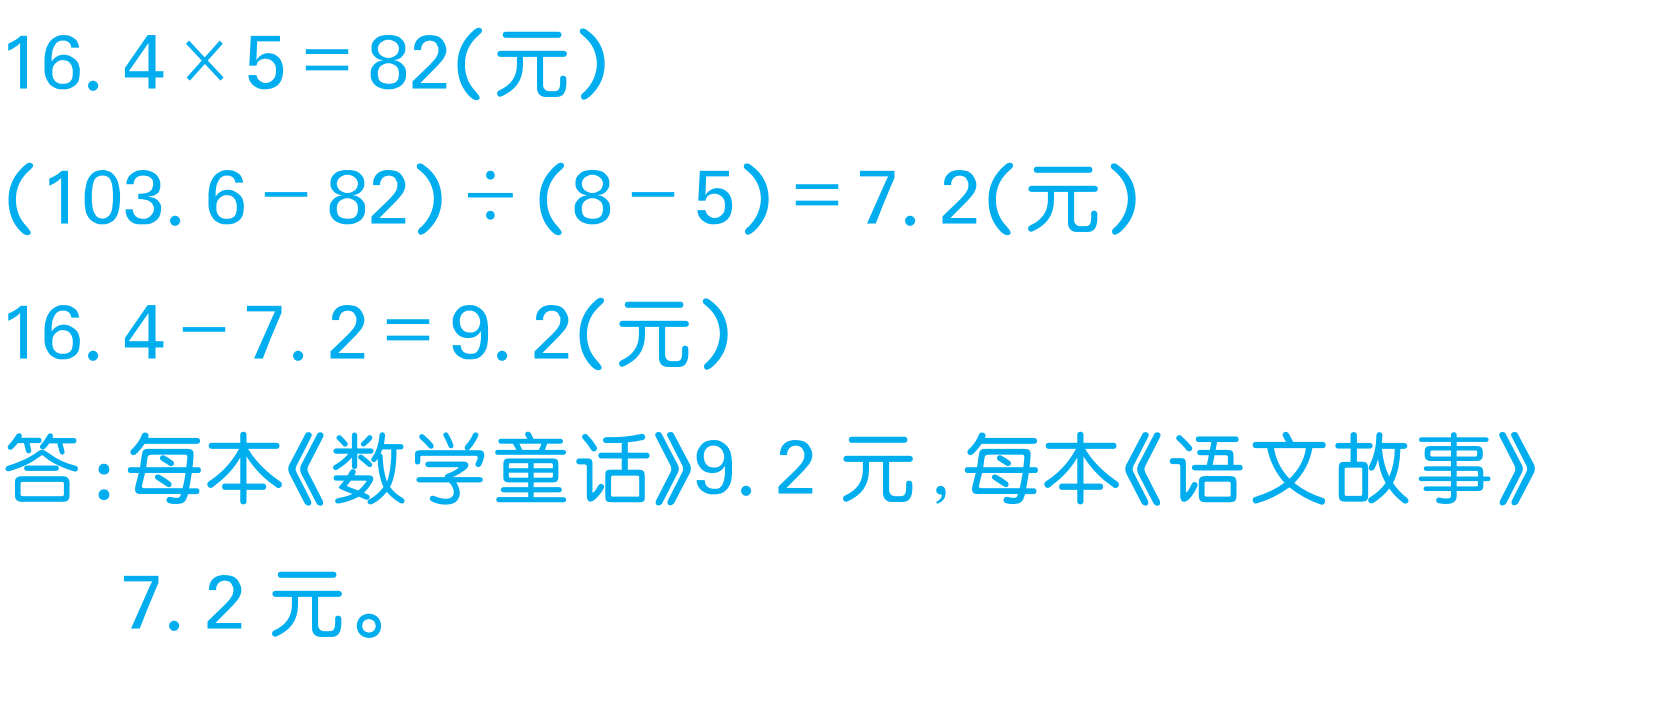 16.4×5=82(元)
(103.6-82)÷(8-5)=7.2(元)
16.4-7.2=9.2(元)
答:每本《数学童话》9.2元,每本《语文故事》
7.2元。